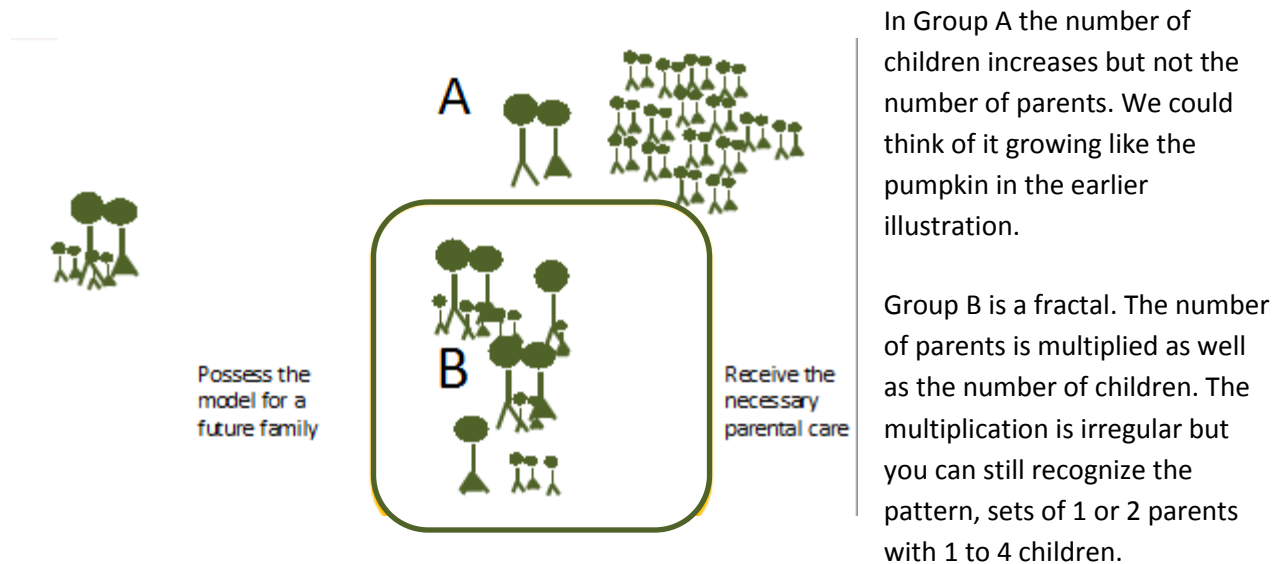 A
B
Possess the
model for a
future family
Receive the
necessary
parental care
In Group A the number of
children increases but not the
number of parents. We could
think of it growing like the
pumpkin in the earlier
illustration.
Group B is a fractal. The number
of parents is multiplied as well
as the number of children. The
multiplication is irregular but
you can still recognize the
pattern, sets of 1 or 2 parents
with 1 to 4 children.